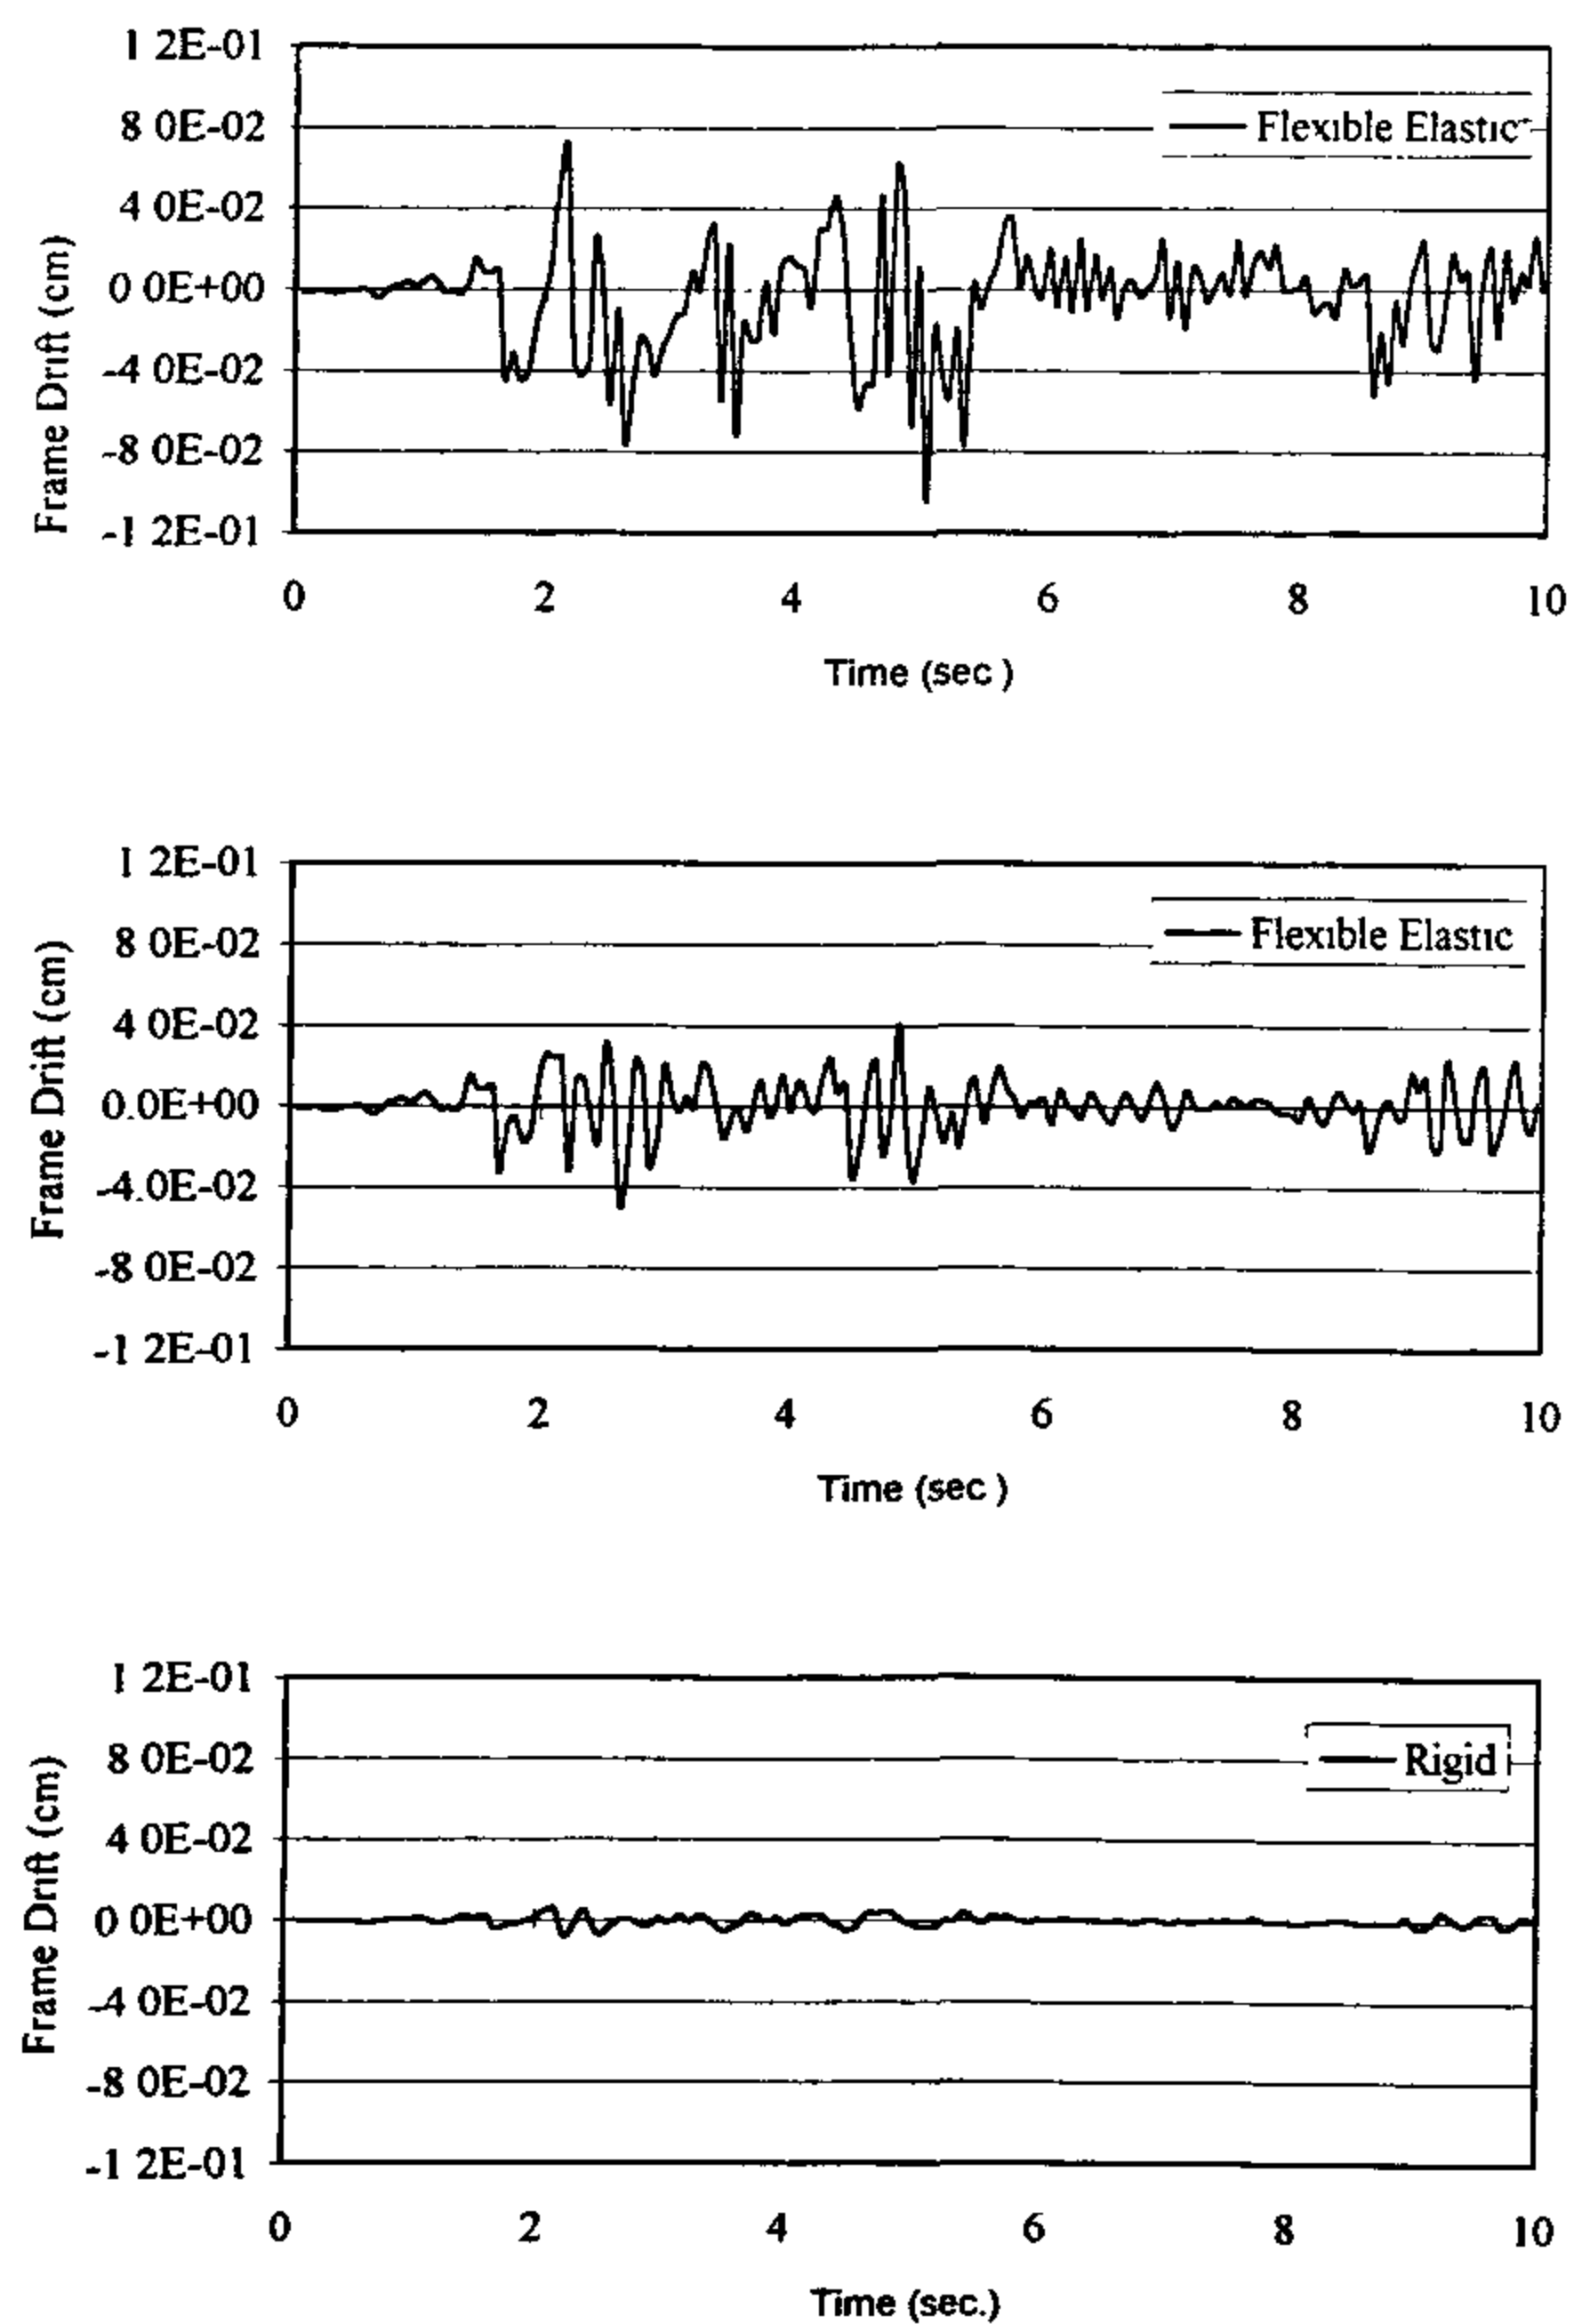 1 2E-01
8 0E-02
4 0E-02
0 0E+00
-4 0E-02
-8 0E-02
-1 2E-01
Frame Drift (cm)
Flexible Elastic
0 2 4 6 8 10
Time (sec )
1 2E-01
8 0E-02
4 0E-02
0.0E+00
-4.0E-02
-8 0E-02
-1 2E-01
Frame Drift (cm)
Flexible Elastic
0 2 4 6 8 10
Time (sec )
1 2E-01
8 0E-02
4 0E-02
0 0E+00
-4 0E-02
-8 0E-02
-1 2E-01
Frame Drift (cm)
Rigid
0 2 4 6 8 10
Time (sec.)